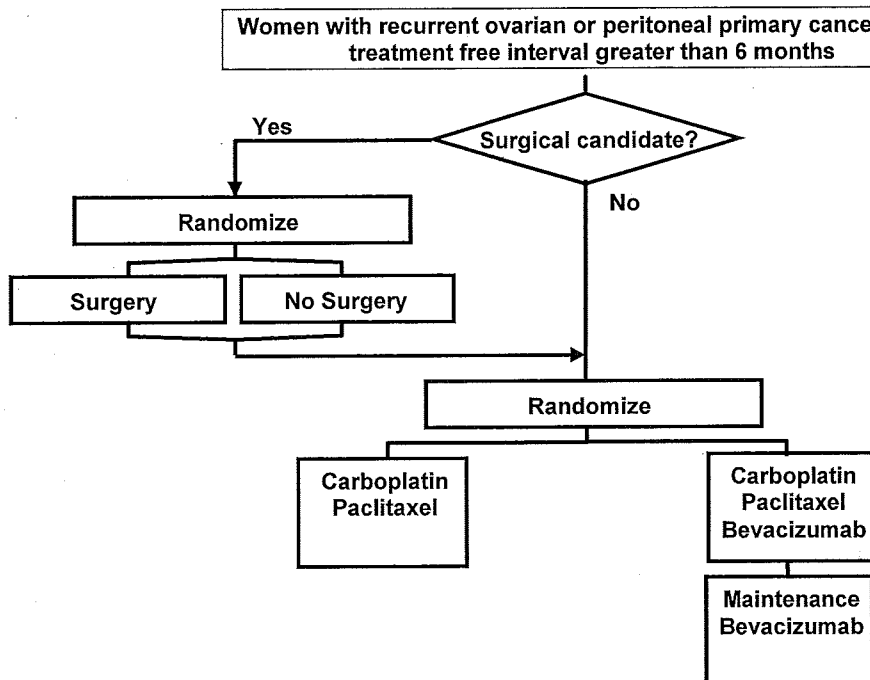 Women with recurrent ovarian or peritoneal primary cance
treatment free interval greater than 6 months
Surgical candidate?
Yes
No
Randomize
Surgery
No Surgery
Randomize
Carboplatin
Paclitaxel
Carboplatin
Paclitaxel
Bevacizumab
Maintenance
Bevacizumab